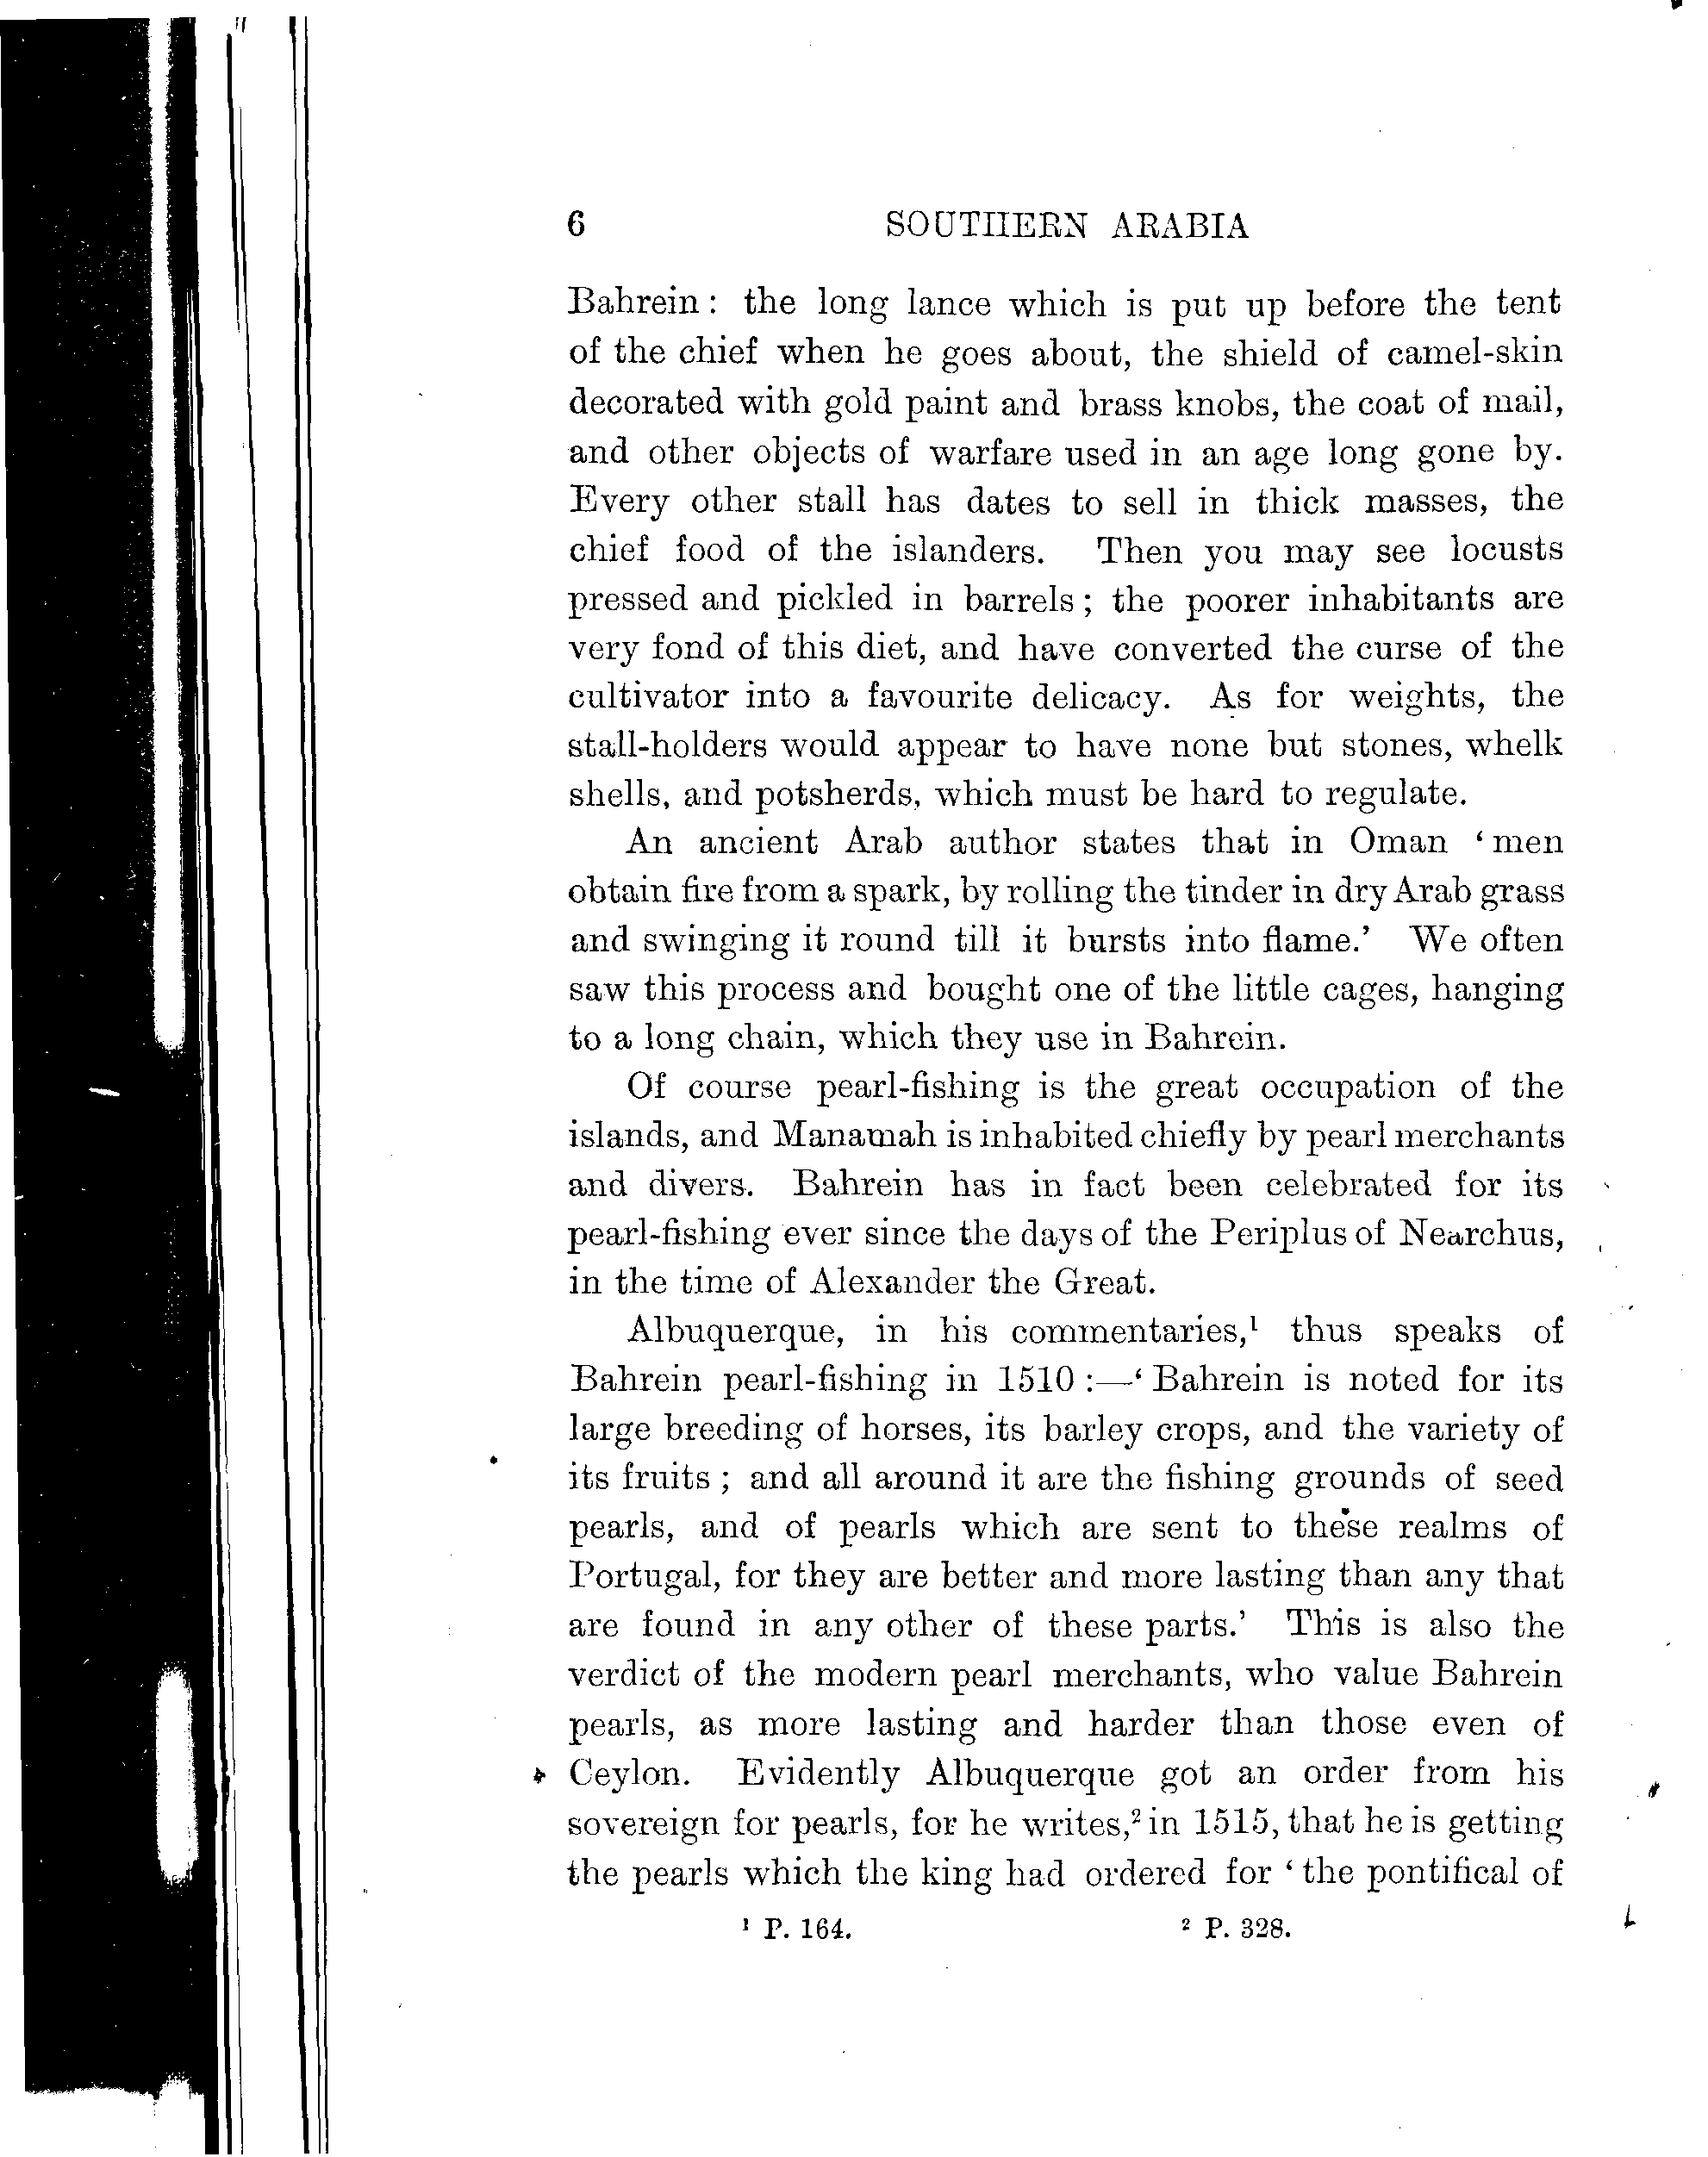 6 SOUTHERN ARABIA
Bahrein : the long lance which is put up before the tent
of the chief when he goes about, the shield of camel-skin
decorated with gold paint and brass knobs, the coat of mail,
and other objects of warfare used in an age long gone by.
Every other stall has dates to sell in thick masses, the
chief food of the islanders. Then you may see locusts
pressed and pickled in barrels ; the poorer inhabitants are
very fond of this diet, and have converted the curse of the
cultivator into a favourite delicacy. As for weights, the
stall-holders would appear to have none but stones, whelk
shells, and potsherds, which must be hard to regulate.
An ancient Arab author states that in Oman ‘ men
obtain fire from a spark, by rolling the tinder in dry Arab grass
and swinging it round till it bursts into flame.’ We often
saw this process and bought one of the little cages, hanging
to a long chain, which they use in Bahrein.
Of course pearl-fishing is the great occupation of the
islands, and Manamah is inhabited chiefly by pearl merchants
and divers. Bahrein has in fact been celebrated for its
pearl-fishing ever since the days of the Periplus of Nearchus,
in the time of Alexander the Great.
Albuquerque, in his commentaries,¹ thus speaks of
Bahrein pearl-fishing in 1510 :—‘ Bahrein is noted for its
large breeding of horses, its barley crops, and the variety of
its fruits ; and all around it are the fishing grounds of seed
pearls, and of pearls which are sent to these realms of
Portugal, for they are better and more lasting than any that
are found in any other of these parts.’ This is also the
verdict of the modern pearl merchants, who value Bahrein
pearls, as more lasting and harder than those even of
Ceylon. Evidently Albuquerque got an order from his
sovereign for pearls, for he writes,² in 1515, that he is getting
the pearls which the king had ordered for ‘ the pontifical of
¹ P. 164. ² P. 328.